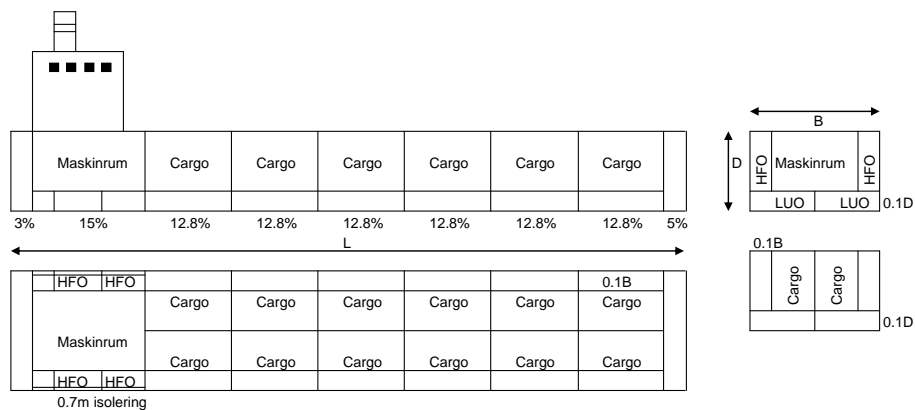 Maskinrum Cargo Cargo Cargo Cargo Cargo Cargo
3% 15% 12.8% 12.8% 12.8% 12.8% 12.8% 12.8% 5%
L
HFO HFO 0.1B
Cargo Cargo Cargo Cargo Cargo Cargo
Maskinrum
Cargo Cargo Cargo Cargo Cargo Cargo
HFO HFO
0.7m isolering
B
D HFO Maskinrum HFO
LUO LUO 0.1D
0.1B
Cargo Cargo
0.1D